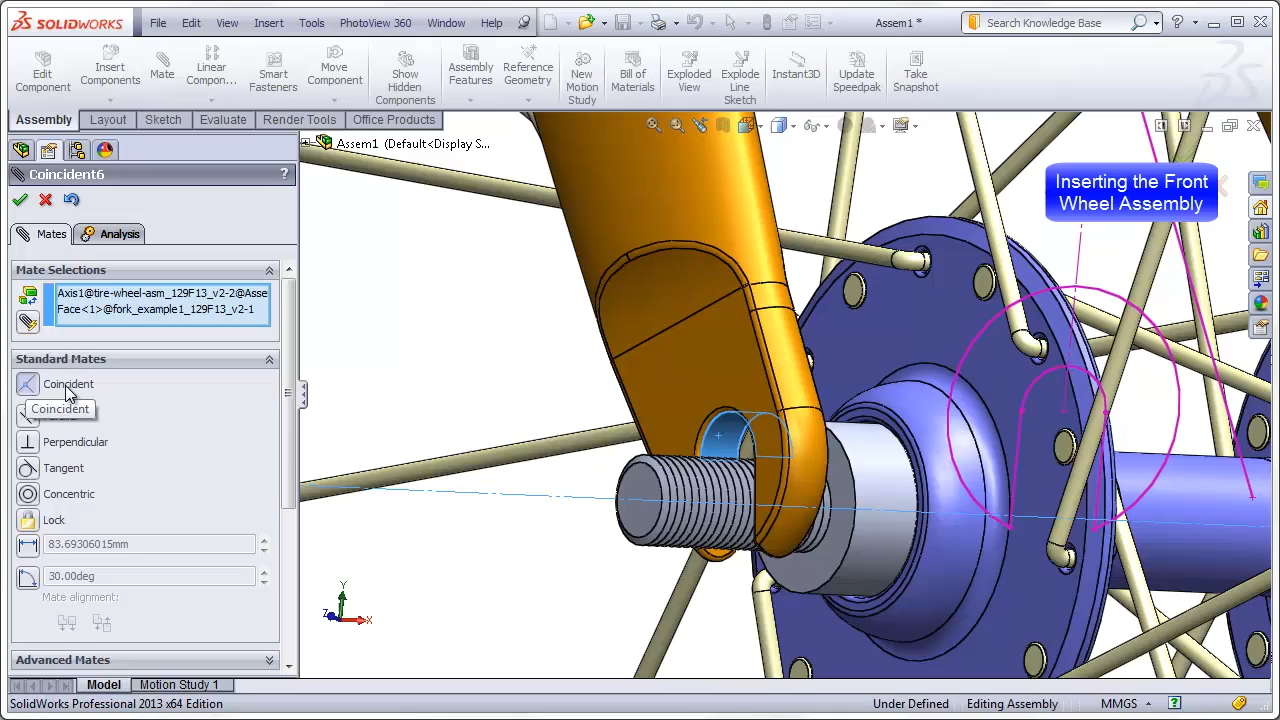 SOLIDWORKS File Edit View Insert Tools PhotoView 360 Window Help Assem1 * Search Knowledge Base ?
Edit Component
Insert Components
Mate
Linear Compon...
Smart Fasteners
Move Component
Show Hidden Components
Assembly Features
Reference Geometry
New Motion Study
Bill of Materials
Exploded View
Explode Line Sketch
Instant3D
Update Speedpak
Take Snapshot
Assembly Layout Sketch Evaluate Render Tools Office Products
Assem1 (Default<Display S...
Coincident6 ?
Mates Analysis
Inserting the Front
Wheel Assembly
Mate Selections
Axis1@tire-wheel-asm_129F13_v2-2@Asse
Face<1>@fork_example1_129F13_v2-1
Standard Mates
Coincident
Coincident
Perpendicular
Tangent
Concentric
Lock
83.69306015mm
30.00deg
Mate alignment:
Y
Z
X
Advanced Mates
Model Motion Study 1
SolidWorks Professional 2013 x64 Edition Under Defined Editing Assembly MMGS ?